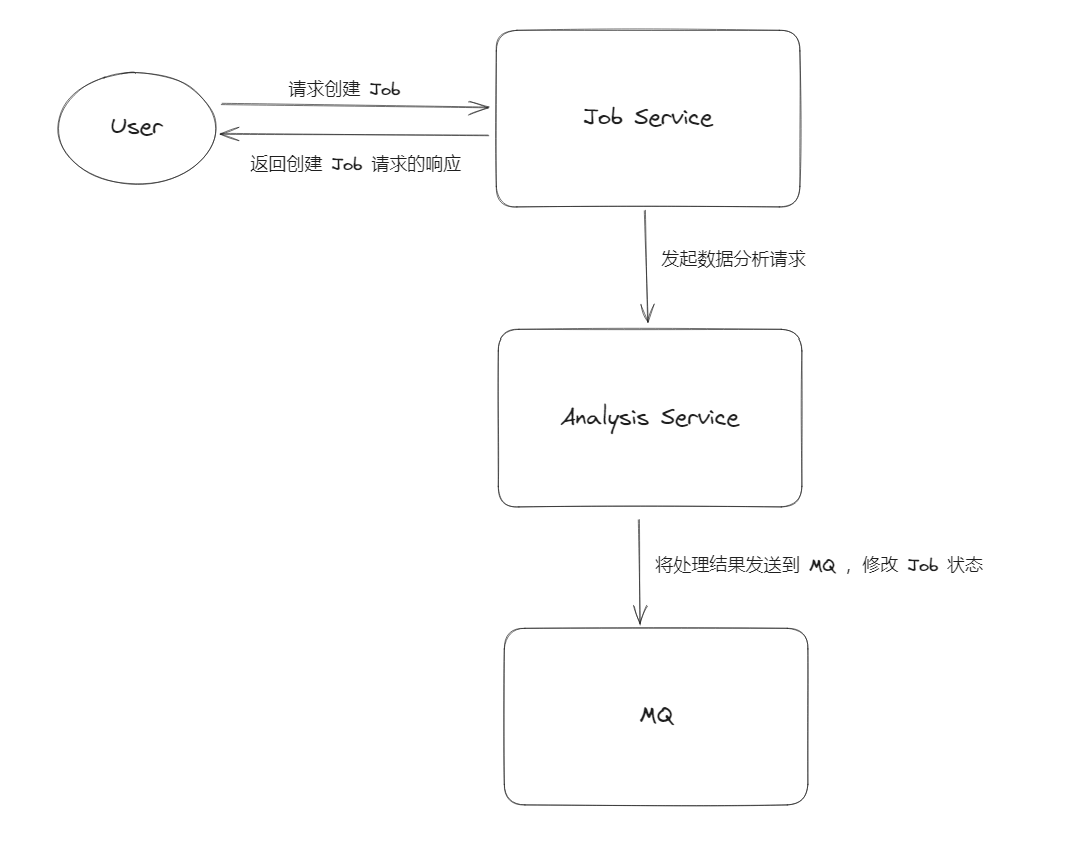 请求创建 Job
User
Job Service
返回创建 Job 请求的响应
发起数据分析请求
Analysis Service
将处理结果发送到 MQ ，修改 Job 状态
MQ